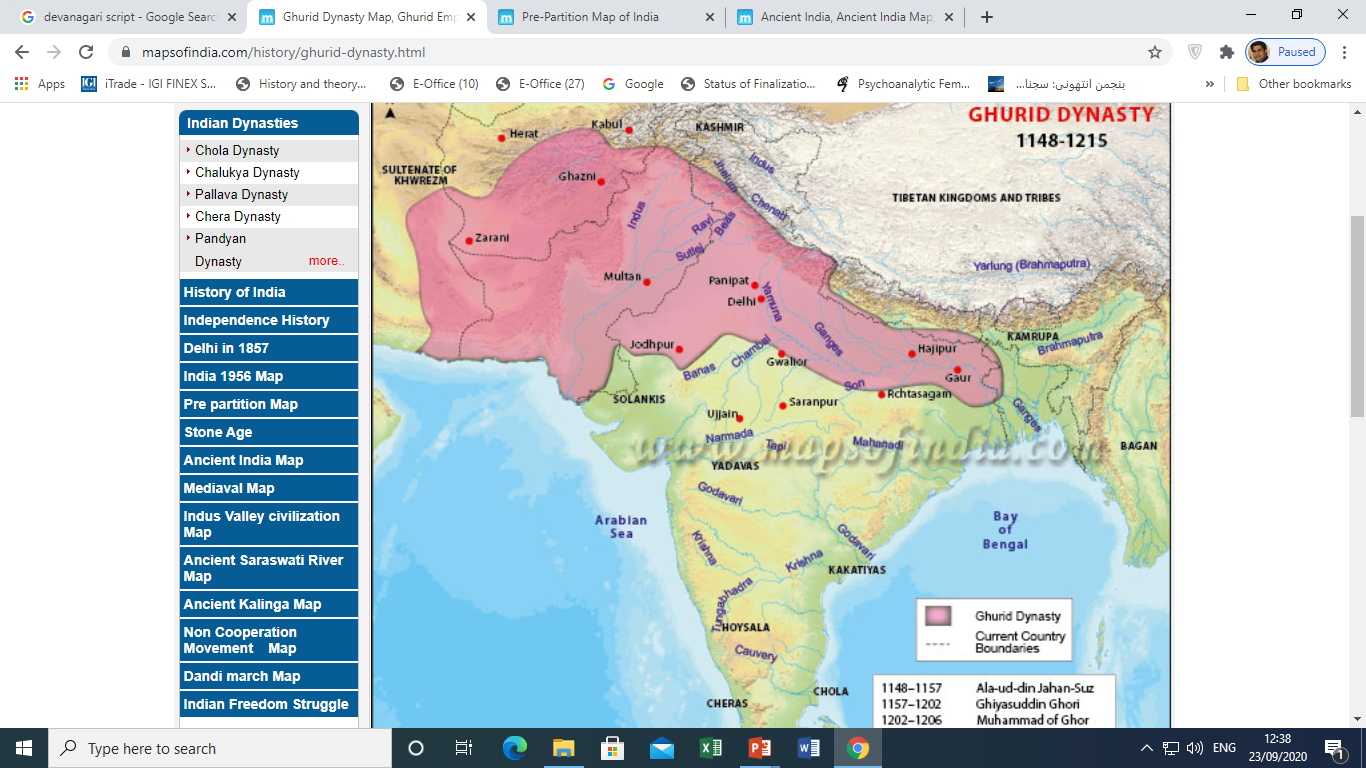 devanagari script - Google Searc
Ghurid Dynasty Map, Ghurid Emp
Pre-Partition Map of India
Ancient India, Ancient India Map,
mapsofindia.com/history/ghurid-dynasty.html
Paused
Apps
iTrade - IGI FINEX S...
History and theory...
E-Office (10)
E-Office (27)
Google
Status of Finalizatio...
Psychoanalytic Fem...
بنجمن انتھونی: سجنا...
»
Other bookmarks
Indian Dynasties
Chola Dynasty
Chalukya Dynasty
Pallava Dynasty
Chera Dynasty
Pandyan
Dynasty more..
History of India
Independence History
Delhi in 1857
India 1956 Map
Pre partition Map
Stone Age
Ancient India Map
Mediaval Map
Indus Valley civilization
Map
Ancient Saraswati River
Map
Ancient Kalinga Map
Non Cooperation
Movement Map
Dandi march Map
Indian Freedom Struggle
GHURID DYNASTY
1148-1215
Herat
Kabul
KASHMIR
SULTENATE OF
KHWREZM
Ghazni
Indus
Jhelum
Chenab
TIBETAN KINGDOMS AND TRIBES
Indus
Ravi
Beas
Sutlej
Zarani
Multan
Panipat
Delhi
Yamuna
Ganges
Yarlung (Brahmaputra)
KAMRUPA
Brahmaputra
Jodhpur
Banas
Chambal
Gwalior
Hajipur
Gaur
Son
Rchtasagam
SOLANKIS
Saranpur
Ujjain
Ganges
Narmada
Tapi
Mahanadi
BAGAN
www.mapsofindia.com
YADAVAS
Godavari
Arabian
Sea
Bay
of
Bengal
Krishna
Godavari
Krishna
KAKATIYAS
Tungabhadra
HOYSALA
Cauvery
CHOLA
CHERAS
Ghurid Dynasty
Current Country
Boundaries
1148-1157 Ala-ud-din Jahan-Suz
1157-1202 Ghiyasuddin Ghori
1202-1206 Muhammad of Ghor
Type here to search
ENG
12:38
23/09/2020
1